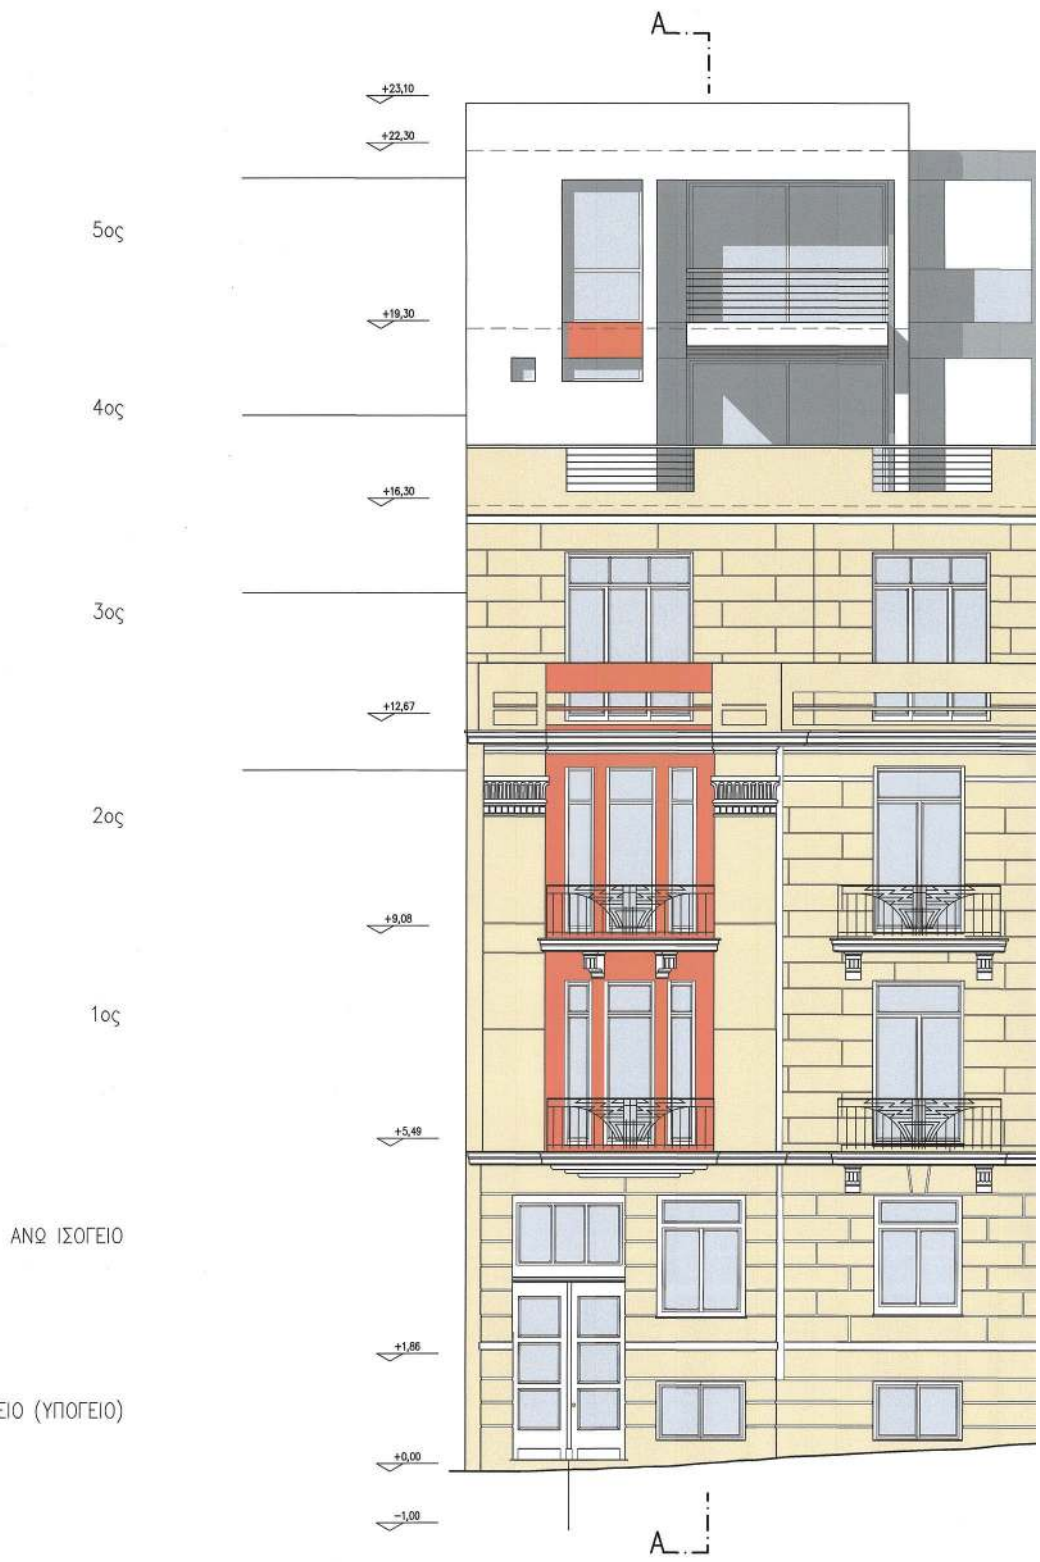 A
+23,10
+22,30
5ος
+19,30
4ος
+16,30
3ος
+12,67
2ος
+9,08
1ος
+5,49
ΑΝΩ ΙΣΟΓΕΙΟ
+1,86
ΕΙΟ (ΥΠΟΓΕΙΟ)
+0,00
-1,00
A